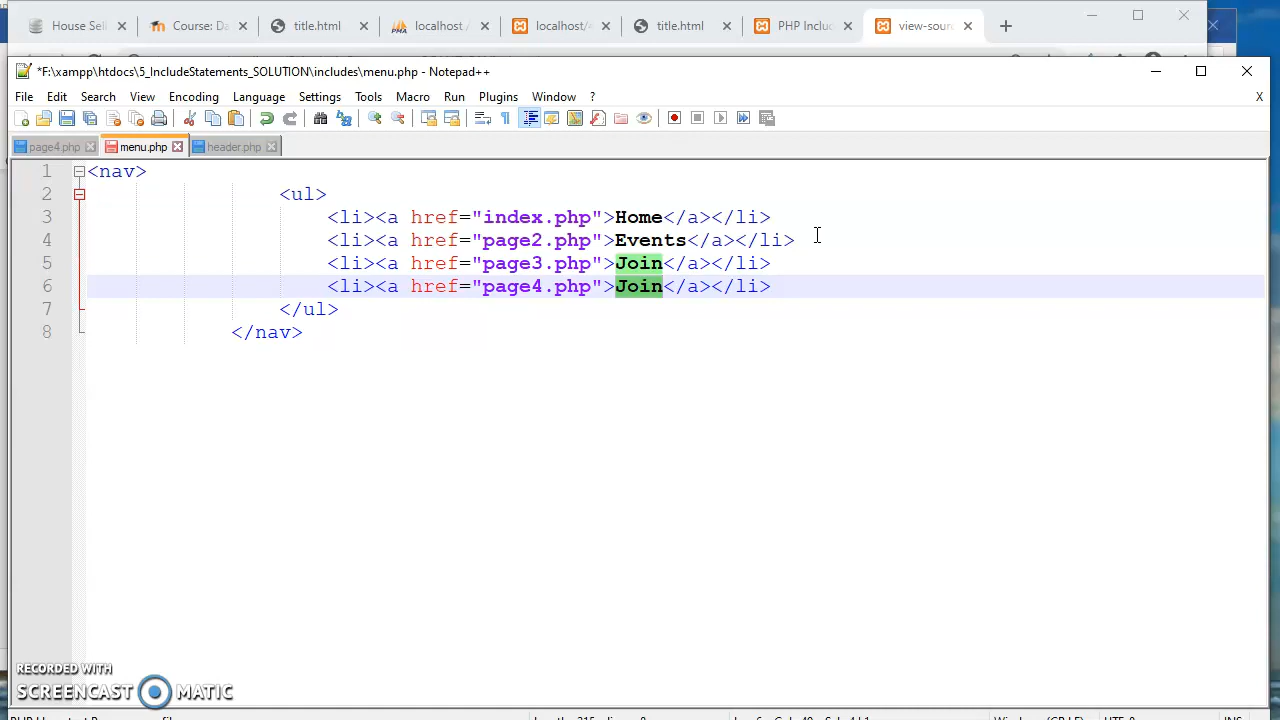 House Sell
Course: Da
title.html
localhost /
localhost/
title.html
PHP Inclu
view-sourc
*F:\xampp\htdocs\5_IncludeStatements_SOLUTION\includes\menu.php - Notepad++
File Edit Search View Encoding Language Settings Tools Macro Run Plugins Window ? X
page4.php menu.php header.php
1 <nav>
2 <ul>
3 <li><a href="index.php">Home</a></li>
4 <li><a href="page2.php">Events</a></li>
5 <li><a href="page3.php">Join</a></li>
6 <li><a href="page4.php">Join</a></li>
7 </ul>
8 </nav>
RECORDED WITH
SCREENCAST MATIC